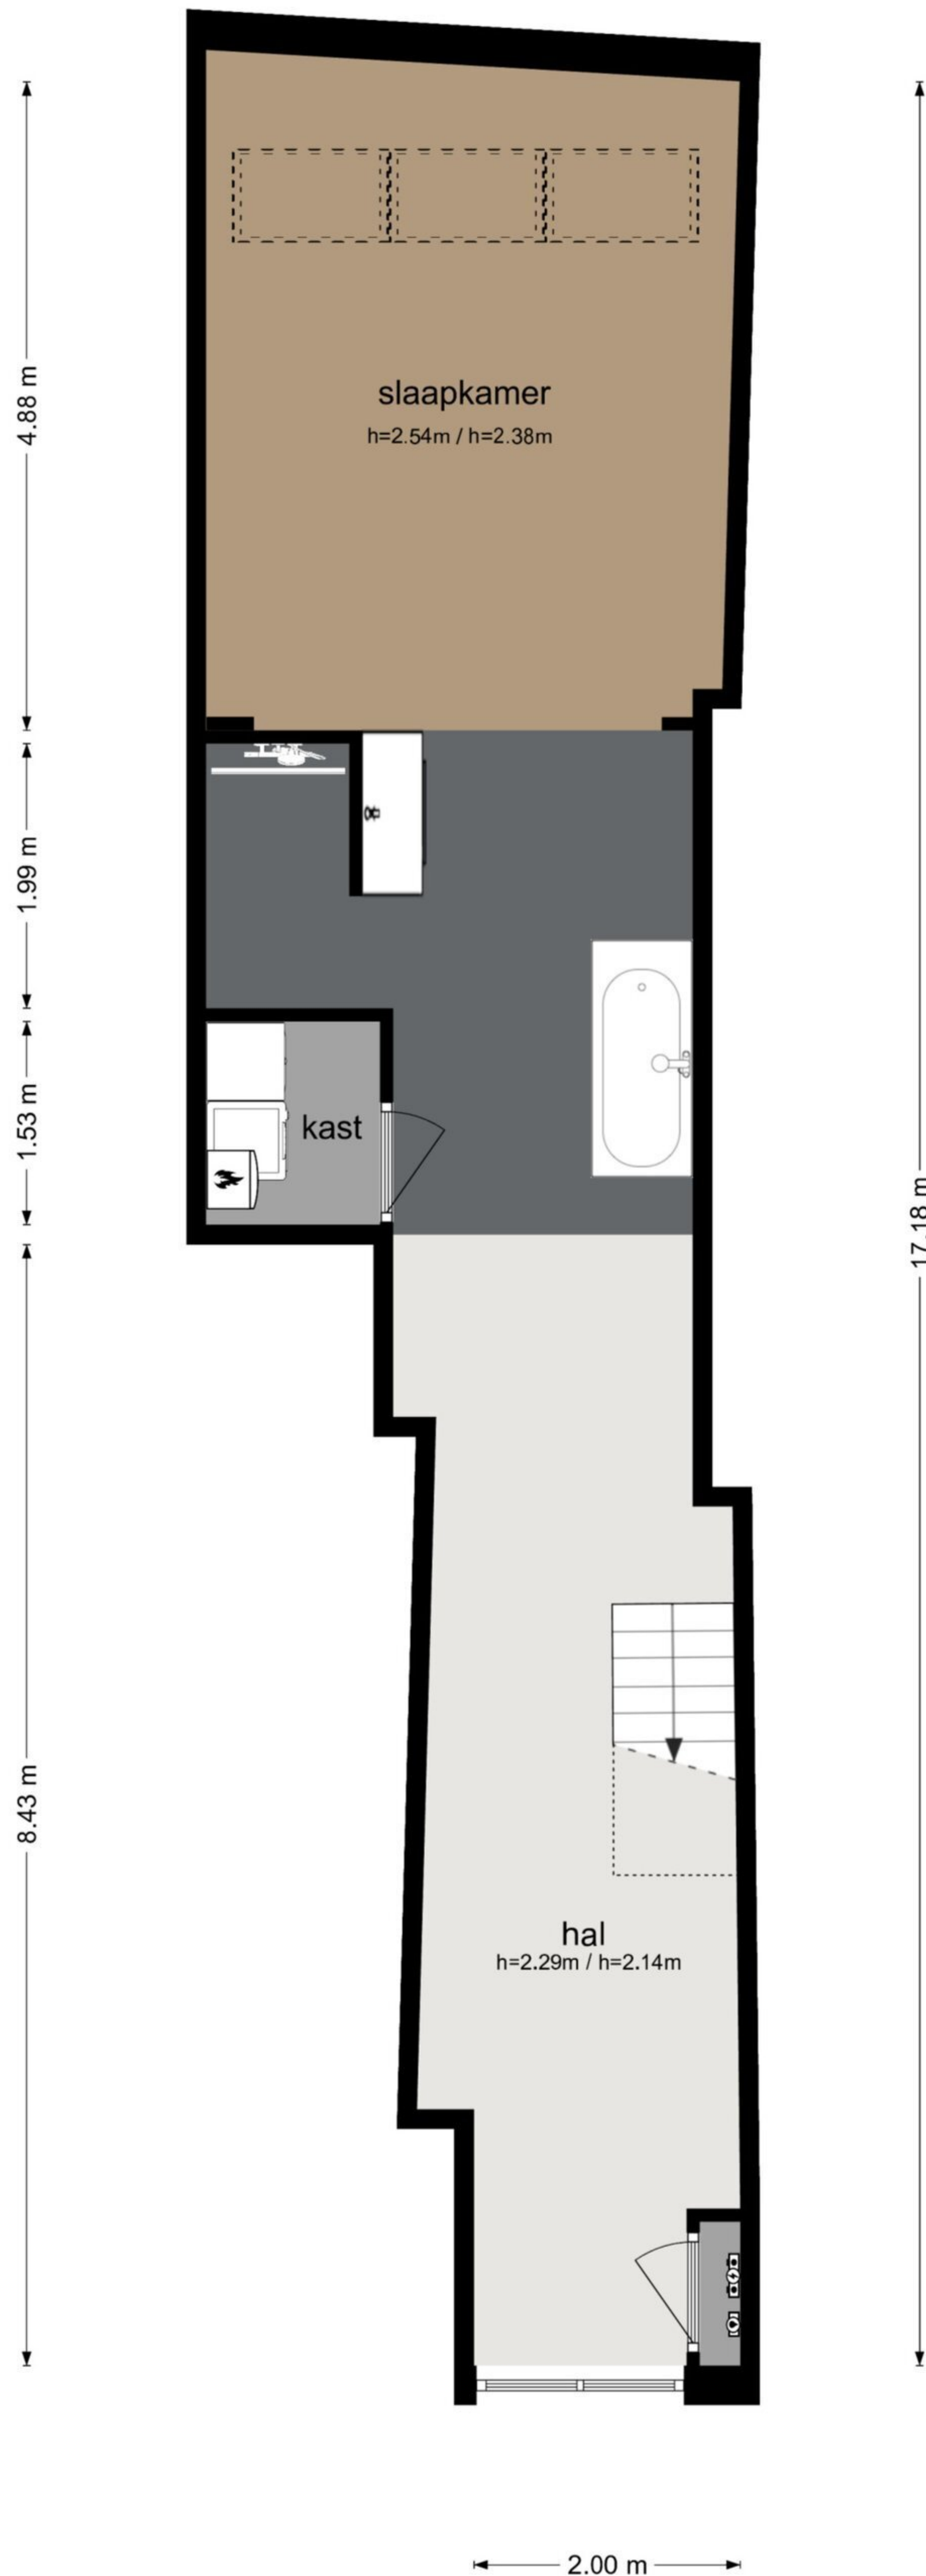 4.88 m
slaapkamer
h=2.54m / h=2.38m
1.99 m
1.53 m
kast
17.18 m
8.43 m
hal
h=2.29m / h=2.14m
2.00 m